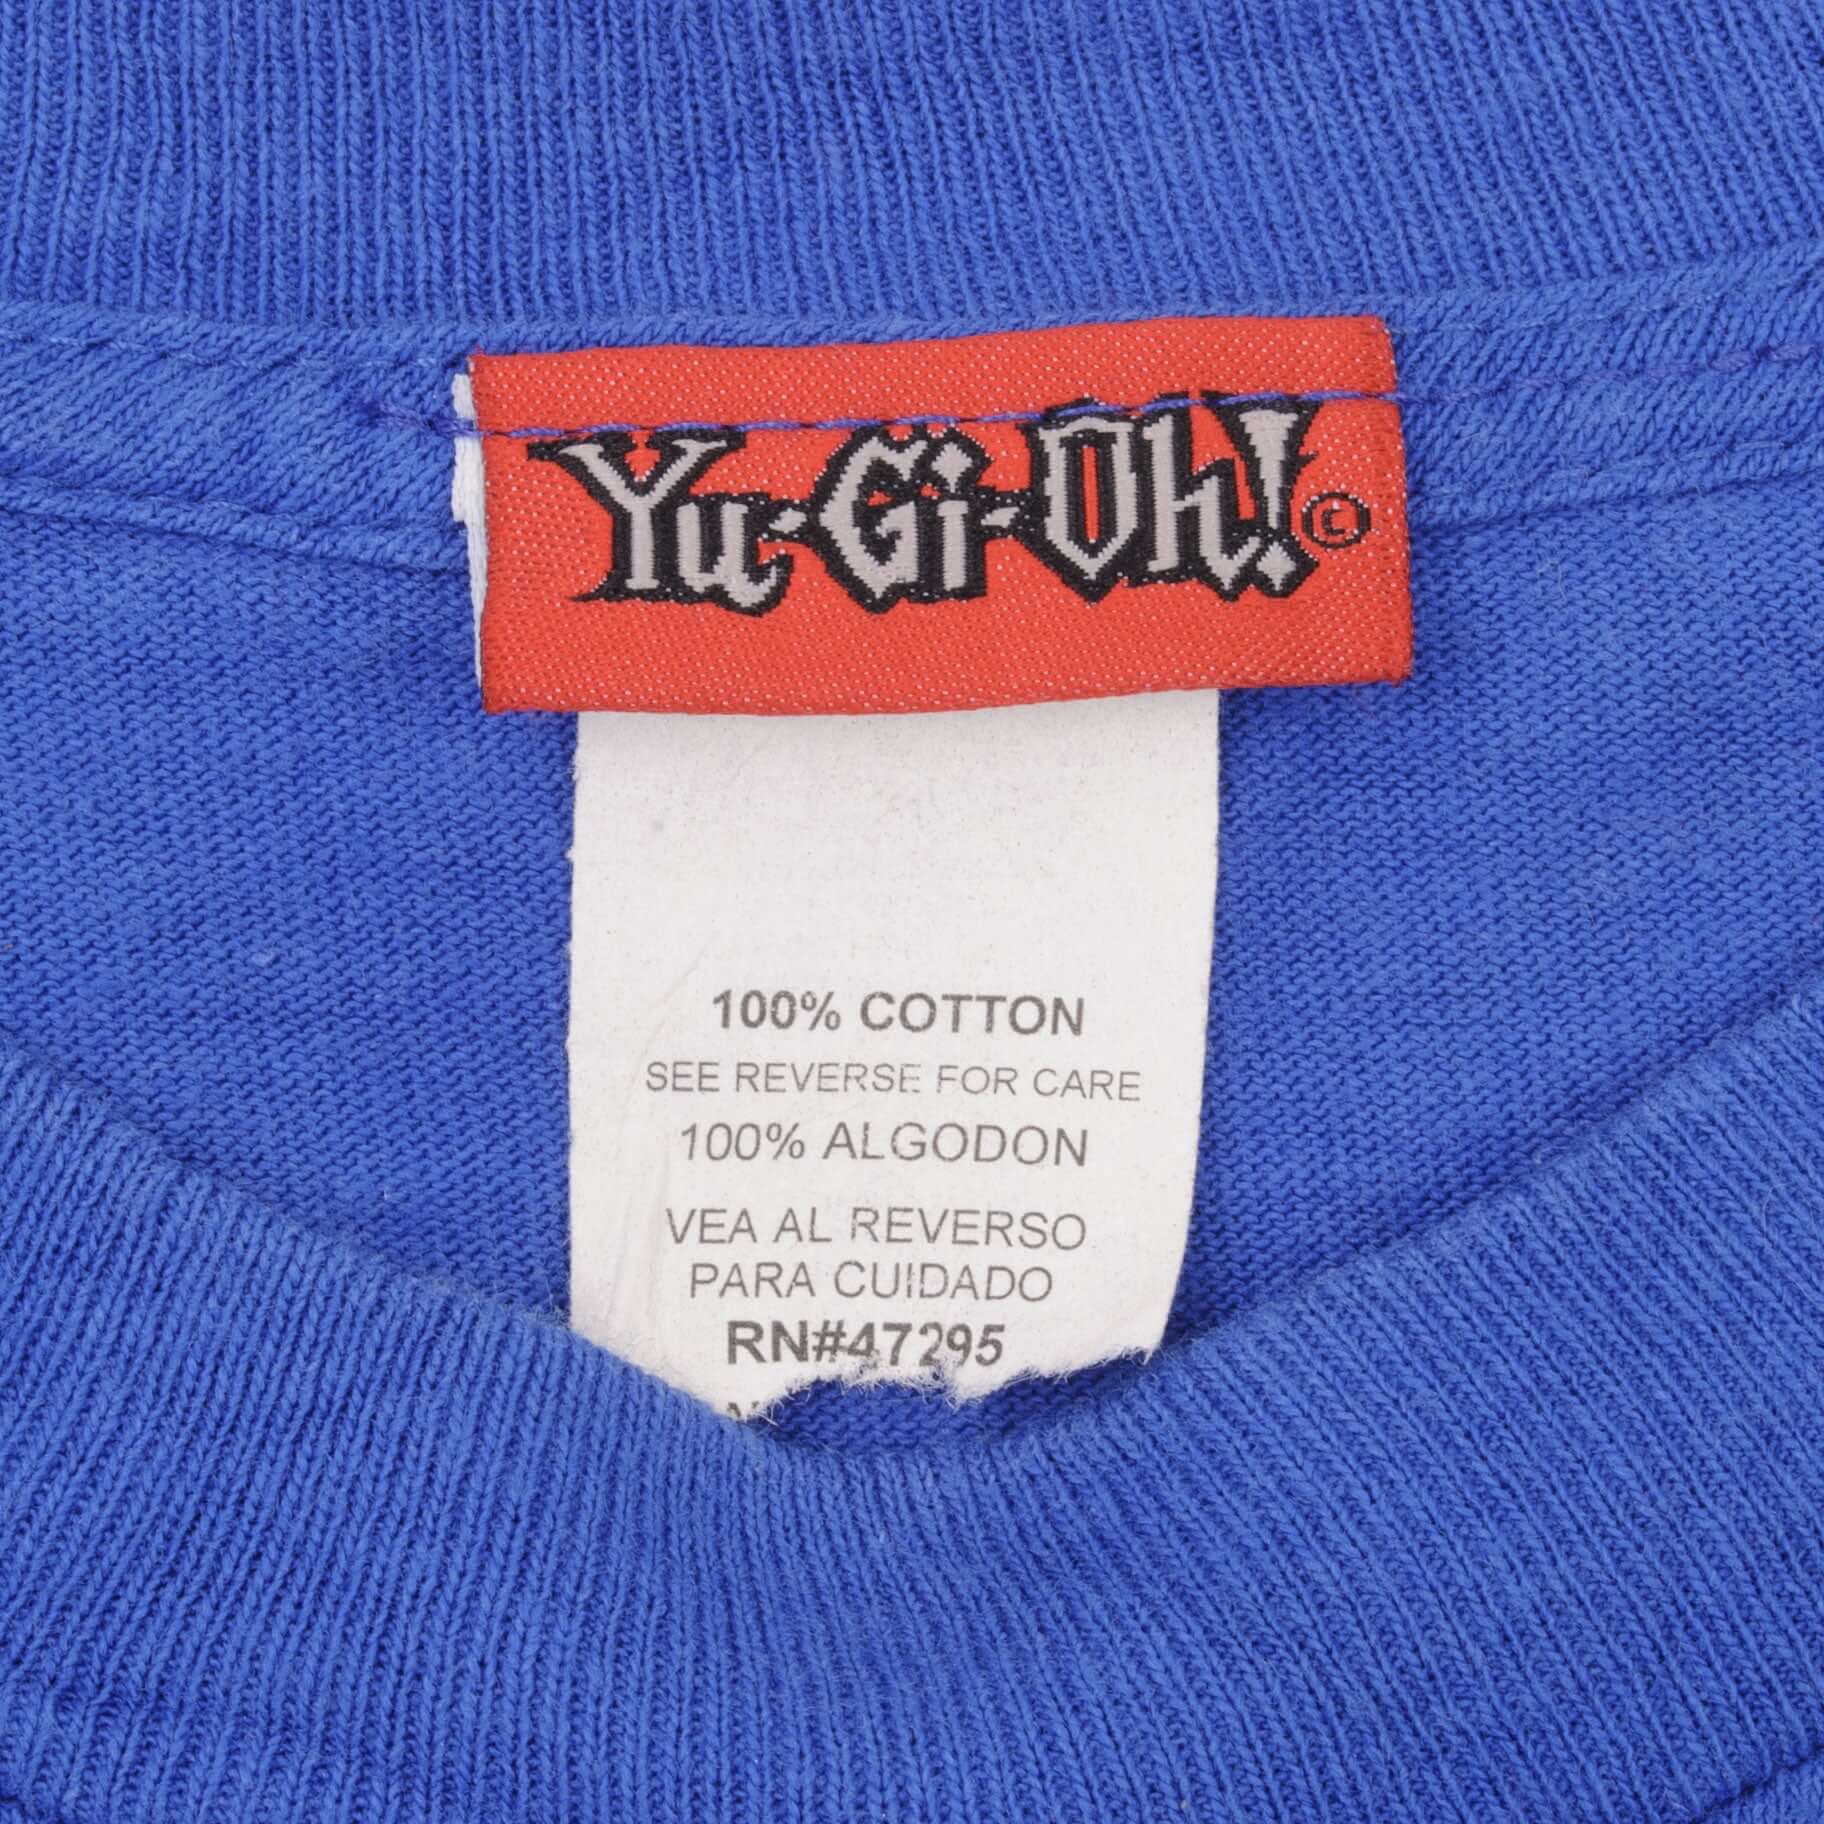 Yu-Gi-Oh! ©
100% COTTON
SEE REVERSE FOR CARE
100% ALGODON
VEA AL REVERSO
PARA CUIDADO
RN#47295